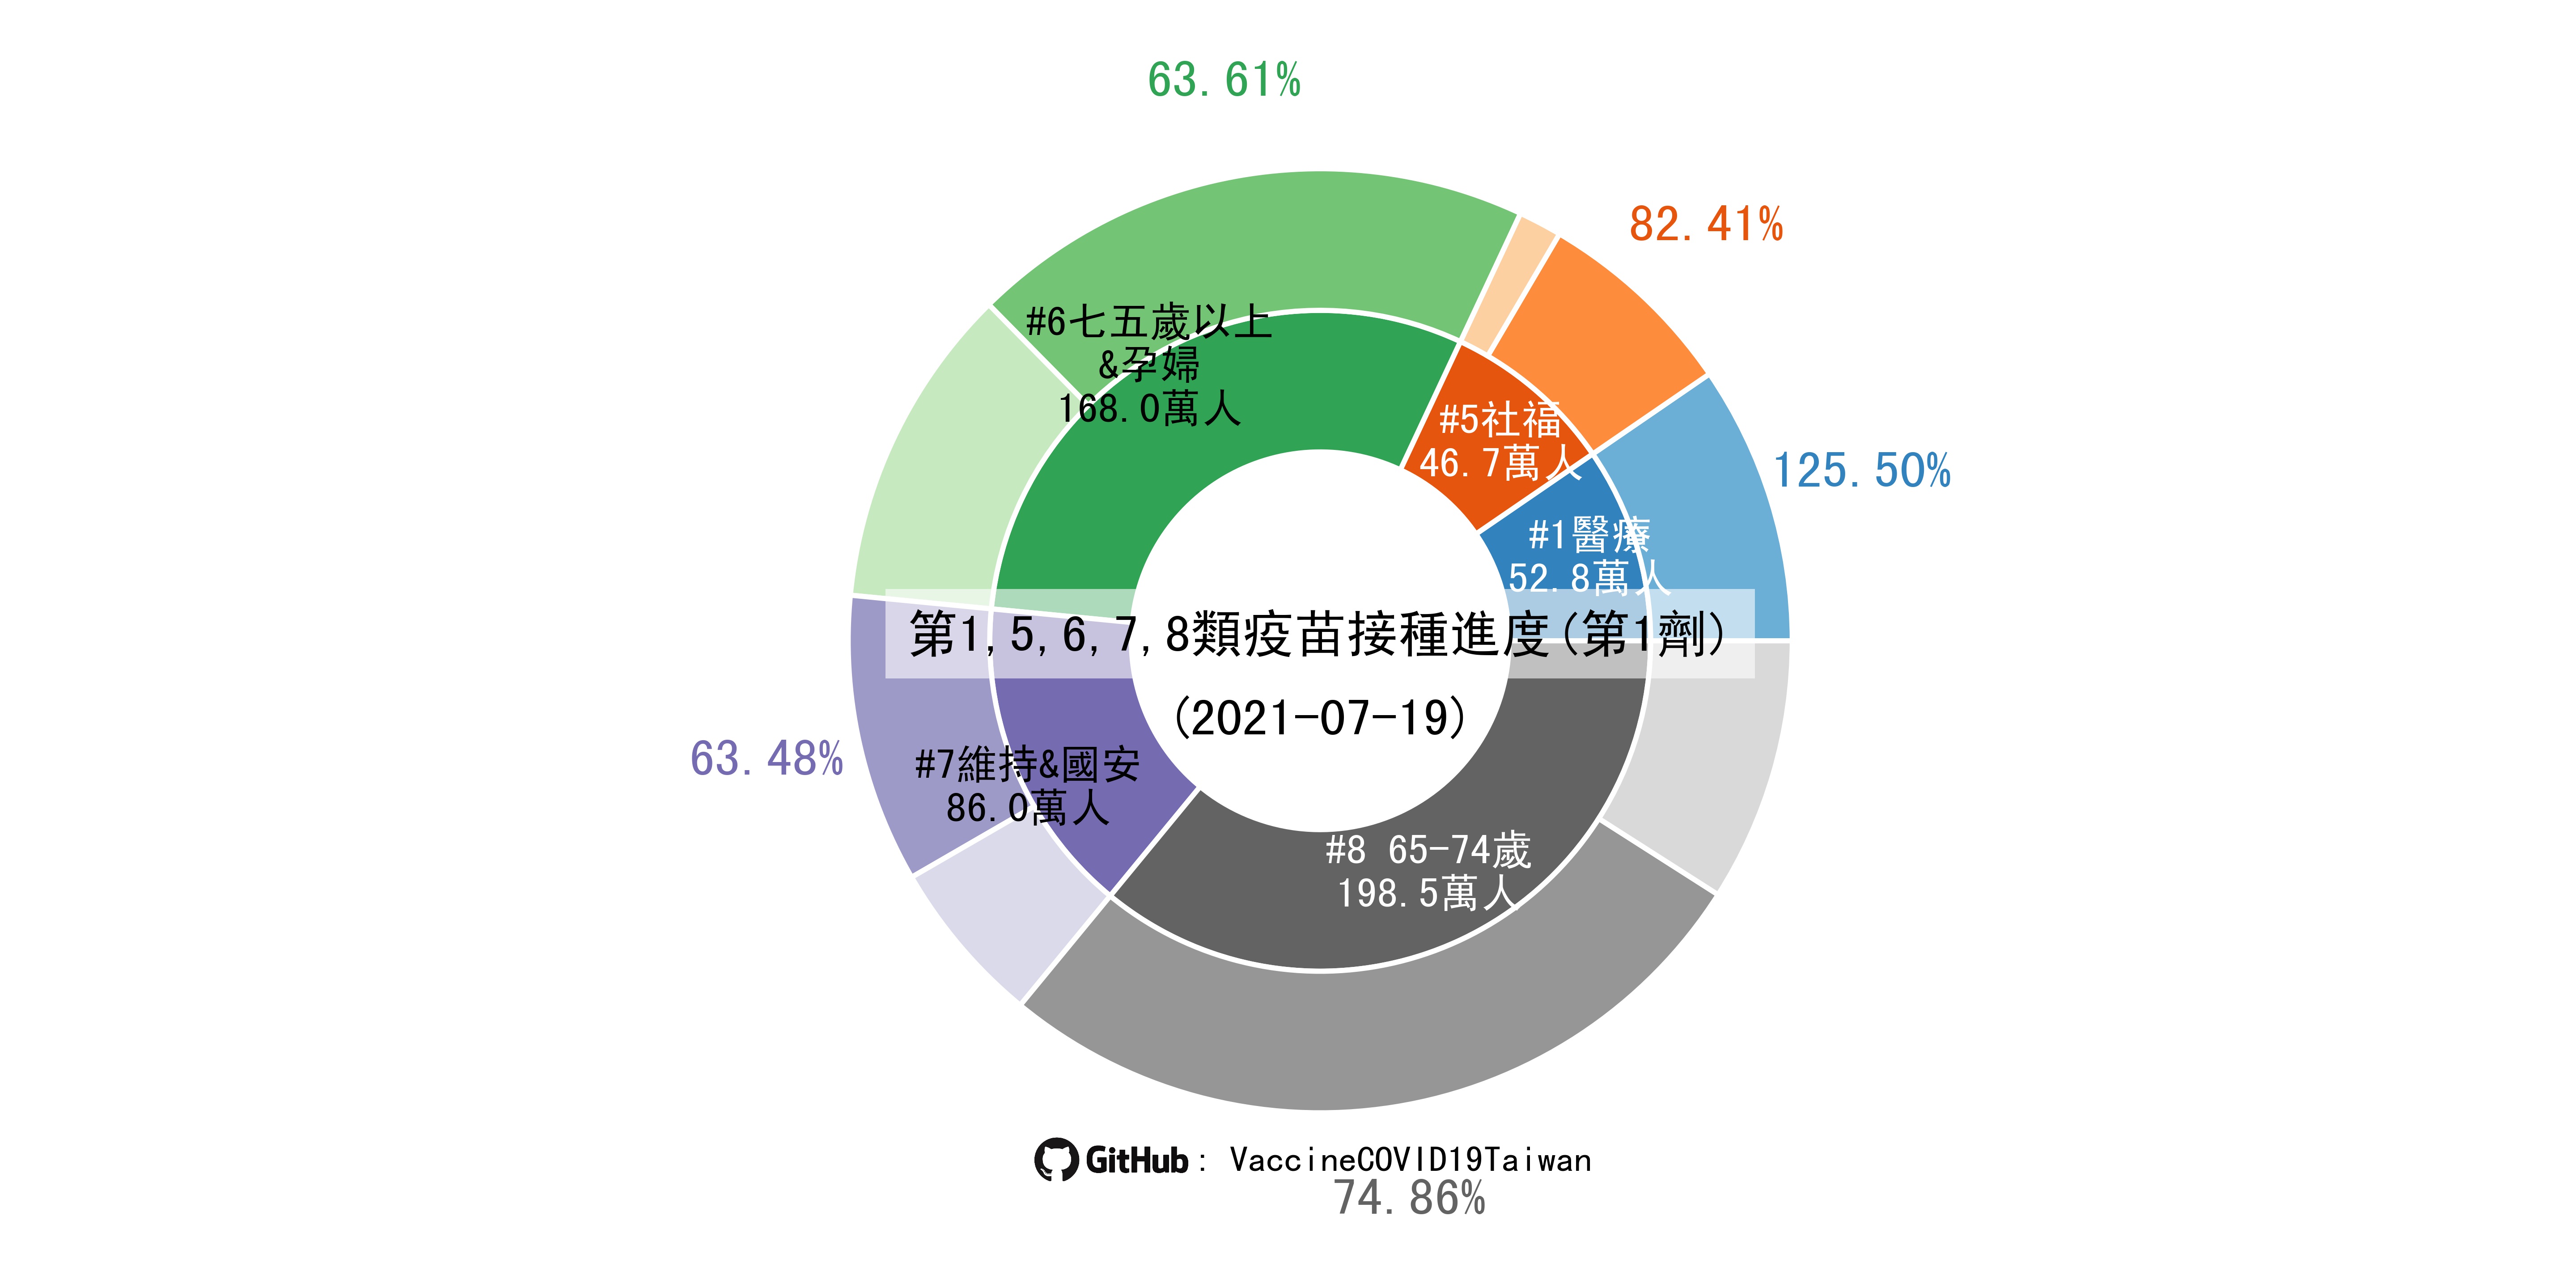 63.61%
82.41%
#6七五歲以上
&孕婦
168.0萬人
#5社福
46.7萬人
125.50%
#1醫療
52.8萬人
第1,5,6,7,8類疫苗接種進度(第1劑)
(2021-07-19)
63.48%
#7維持&國安
86.0萬人
#8 65-74歲
198.5萬人
GitHub: VaccineCOVID19Taiwan
74.86%